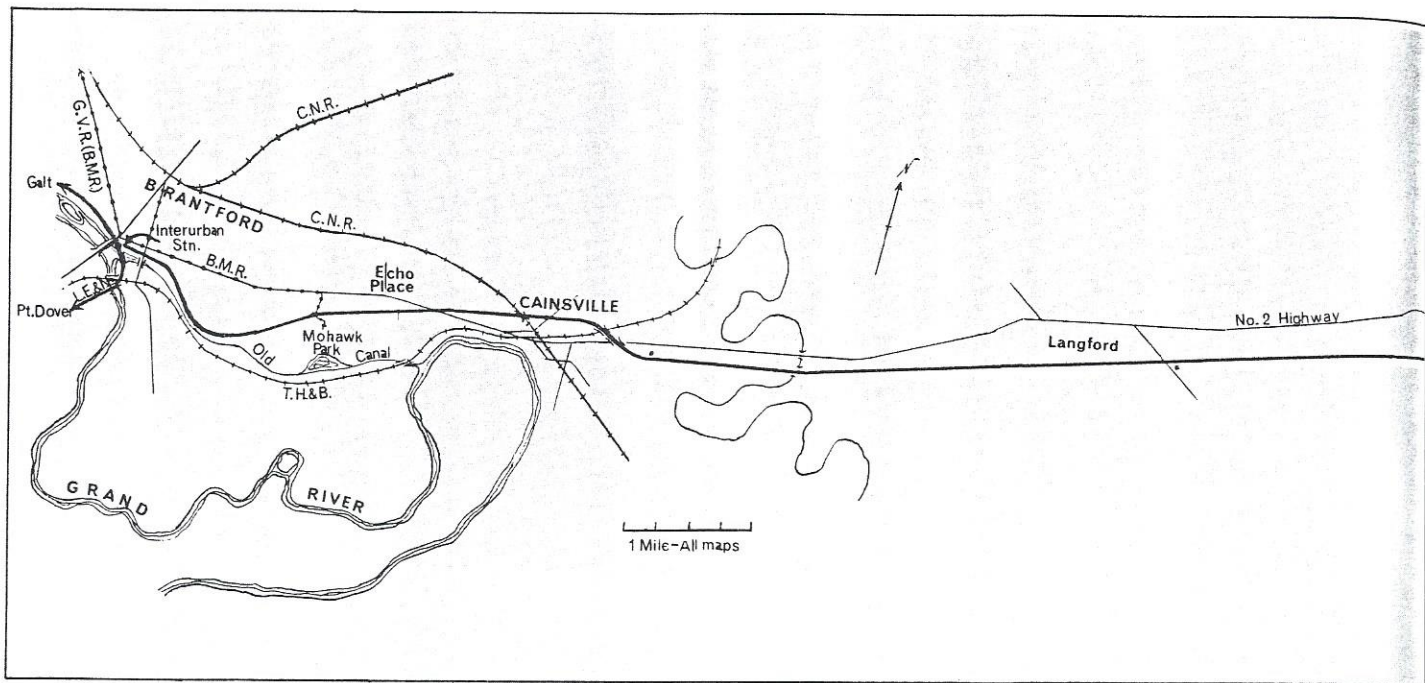 C.N.R.
G.V.R.(B.M.R)
Galt
BRANTFORD
C.N.R.
Interurban
Stn.
B.M.R.
Echo
Place
L.E&N.
Pt.Dover
CAINSVILLE
Mohawk
Park
Old
Canal
T.H.&B.
No. 2 Highway
Langford
GRAND
RIVER
N
1 Mile-All maps